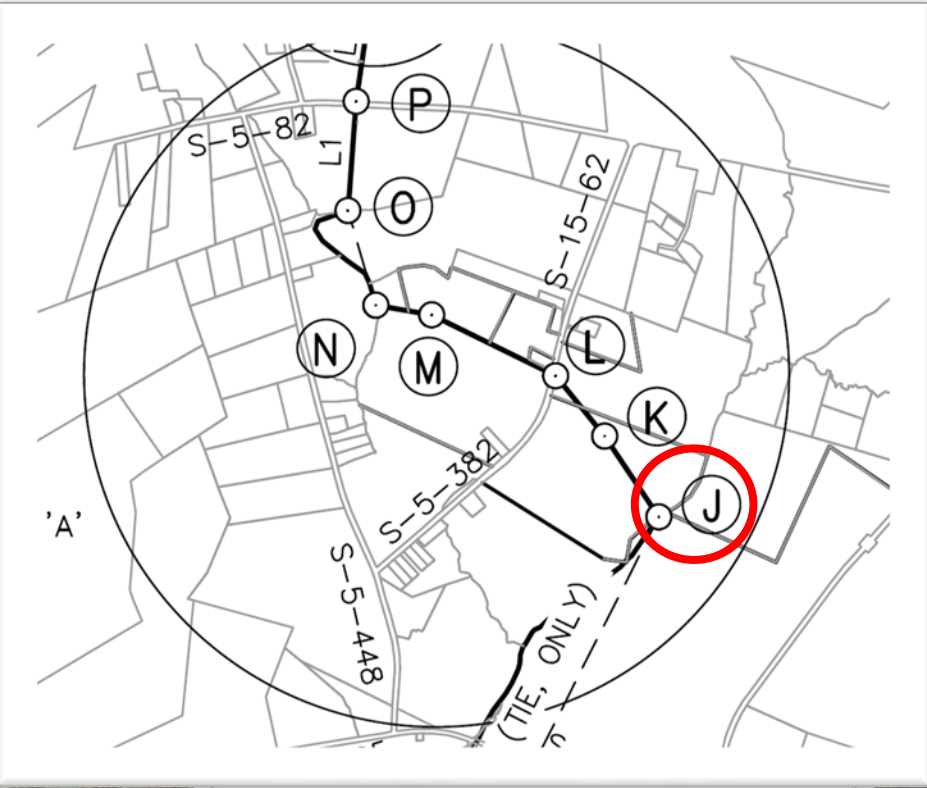 P
S-5-82
L1
O
S-15-62
N
M
L
K
J
S-5-382
'A'
S-5-448
(TIE, ONLY)